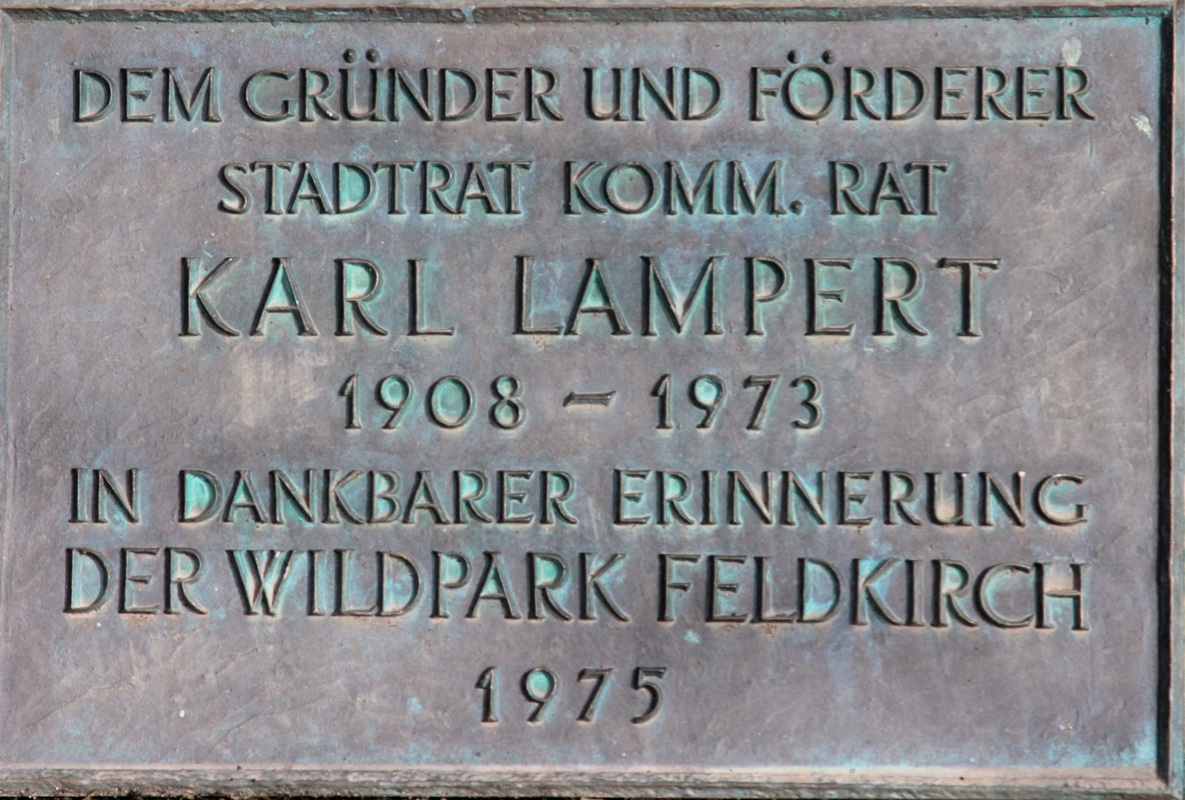 DEM GRÜNDER UND FÖRDERER
STADTRAT KOMM. RAT
KARL LAMPERT
1908 – 1973
IN DANKBARER ERINNERUNG
DER WILDPARK FELDKIRCH
1975